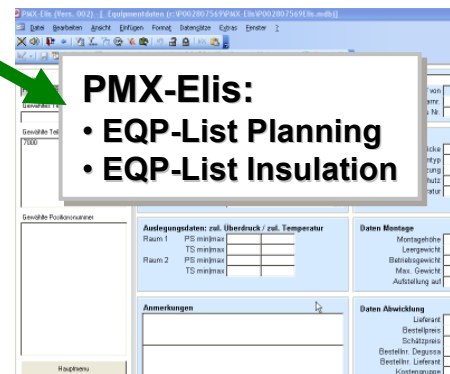 PMX-Elis (Vers. 002) - [ Equipmentdaten (c:\P002807569\PMX-Elis\P002807569Elis.mdb)]
Datei Bearbeiten Ansicht Einfügen Format Datensätze Extras Fenster ?
PMX-Elis:
• EQP-List Planning
• EQP-List Insulation
von
Nr.
Gewählte Teil
7000
Gewählte Positionsnummer
Auslegungsdaten: zul. Überdruck / zul. Temperatur
Raum 1 PS min|max
TS min|max
Raum 2 PS min|max
TS min|max
Daten Montage
Montagehöhe
Leergewicht
Betriebsgewicht
Max. Gewicht
Aufstellung auf
Anmerkungen
Daten Abwicklung
Lieferant
Bestellpreis
Schätzpreis
Bestellnr. Degussa
Bestellnr. Lieferant
Kostengruppe
Hauptmenu